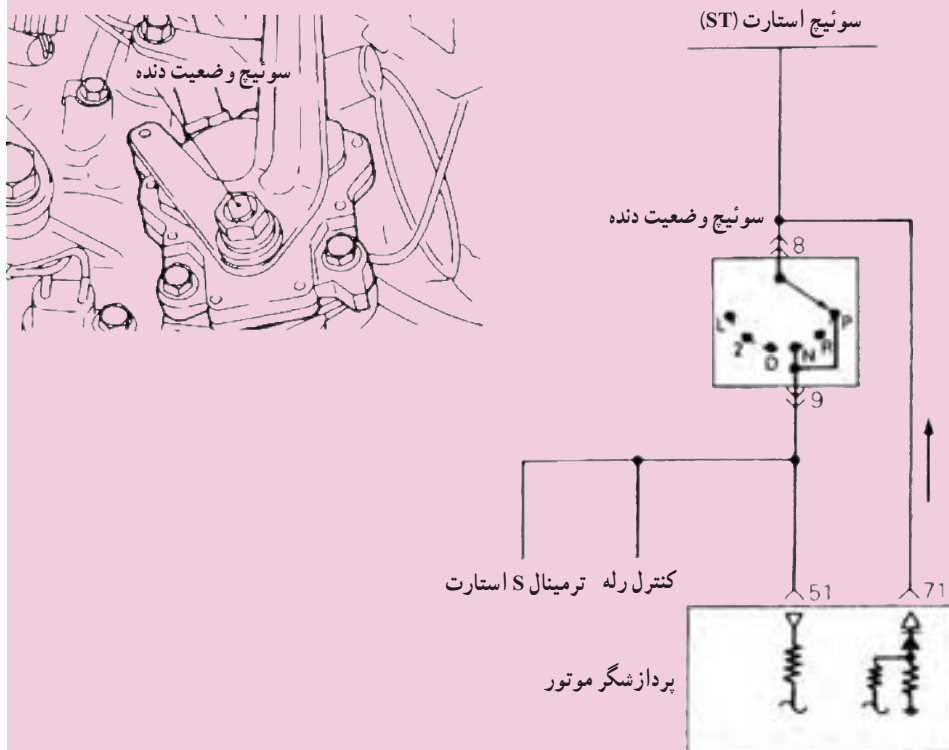 سوئیچ استارت (ST)
سوئیچ وضعیت دنده
سوئیچ وضعیت دنده
8
P
R
N
D
2
L
9
کنترل رله
ترمینال S استارت
51
71
پردازشگر موتور